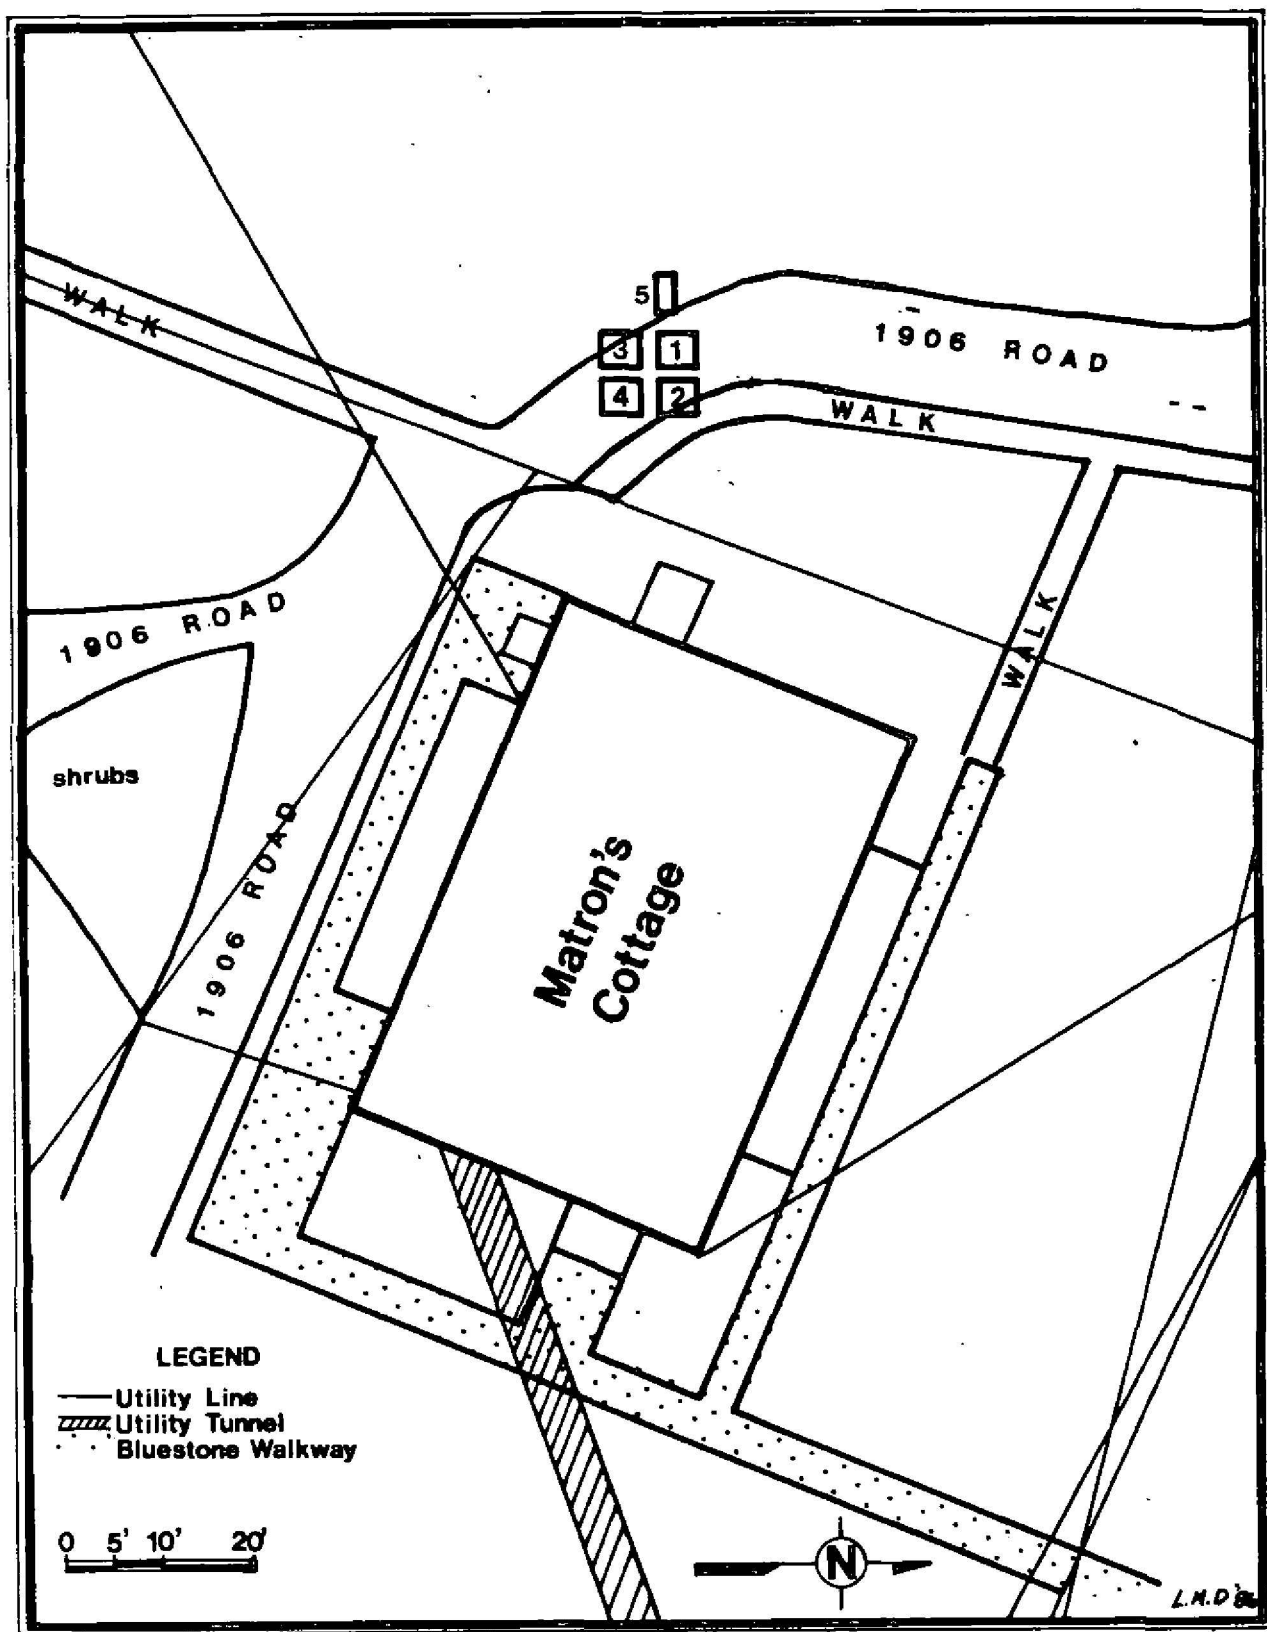 WALK
5
3 1
4 2
1906 ROAD
WALK
WALK
1906 ROAD
shrubs
1906 ROAD
Matron's
Cottage
LEGEND
Utility Line
Utility Tunnel
Bluestone Walkway
0 5' 10' 20'
N
L.M.D